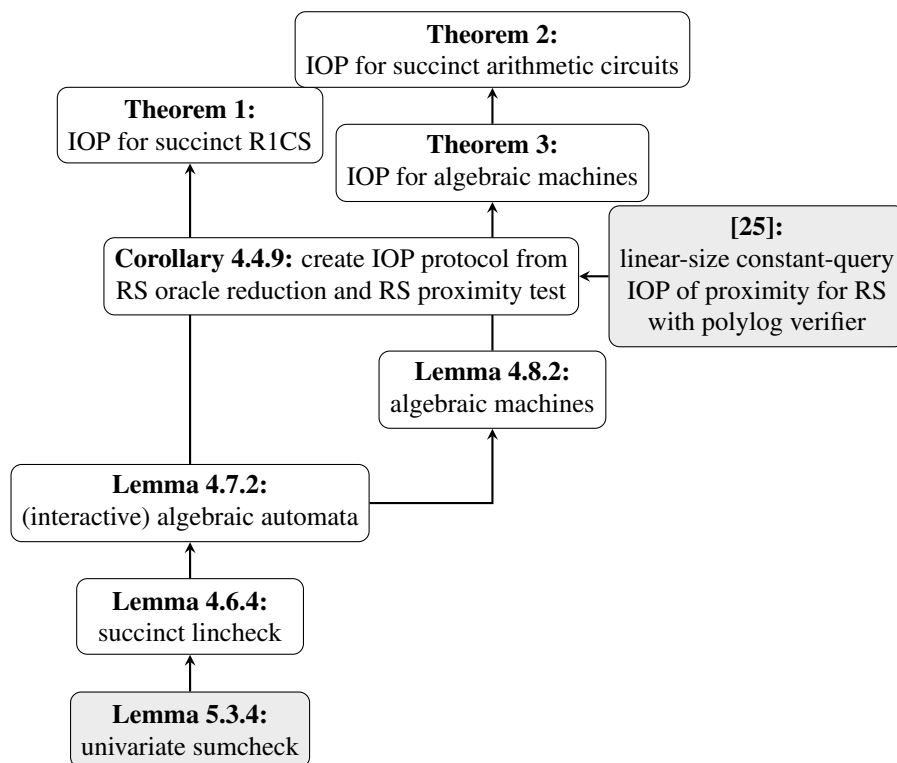 Theorem 2:
IOP for succinct arithmetic circuits
Theorem 1:
IOP for succinct R1CS
Theorem 3:
IOP for algebraic machines
Corollary 4.4.9: create IOP protocol from
RS oracle reduction and RS proximity test
[25]:
linear-size constant-query
IOP of proximity for RS
with polylog verifier
Lemma 4.8.2:
algebraic machines
Lemma 4.7.2:
(interactive) algebraic automata
Lemma 4.6.4:
succinct lincheck
Lemma 5.3.4:
univariate sumcheck